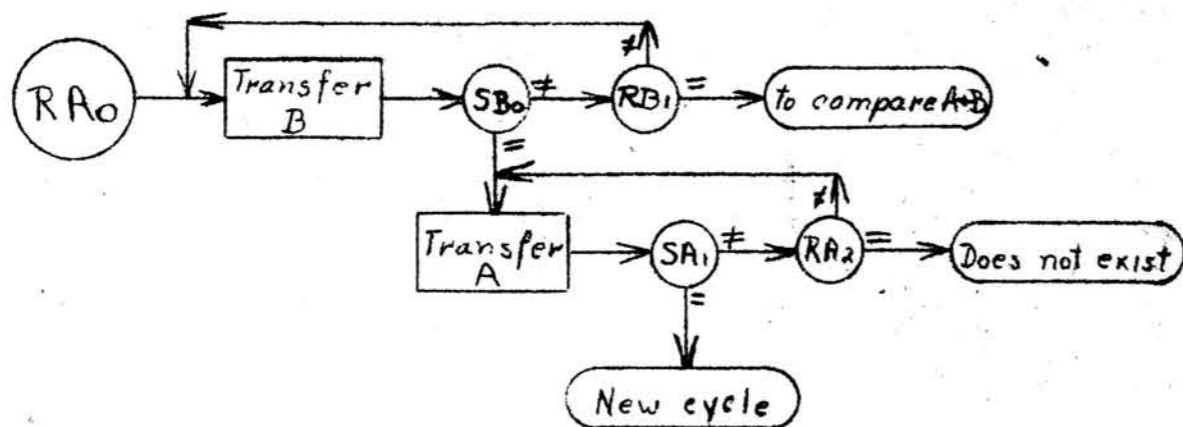 RA0
Transfer
B
SB0
≠
=
RB1
≠
=
to compare A+B
Transfer
A
SA1
≠
=
RA2
≠
=
Does not exist
New cycle